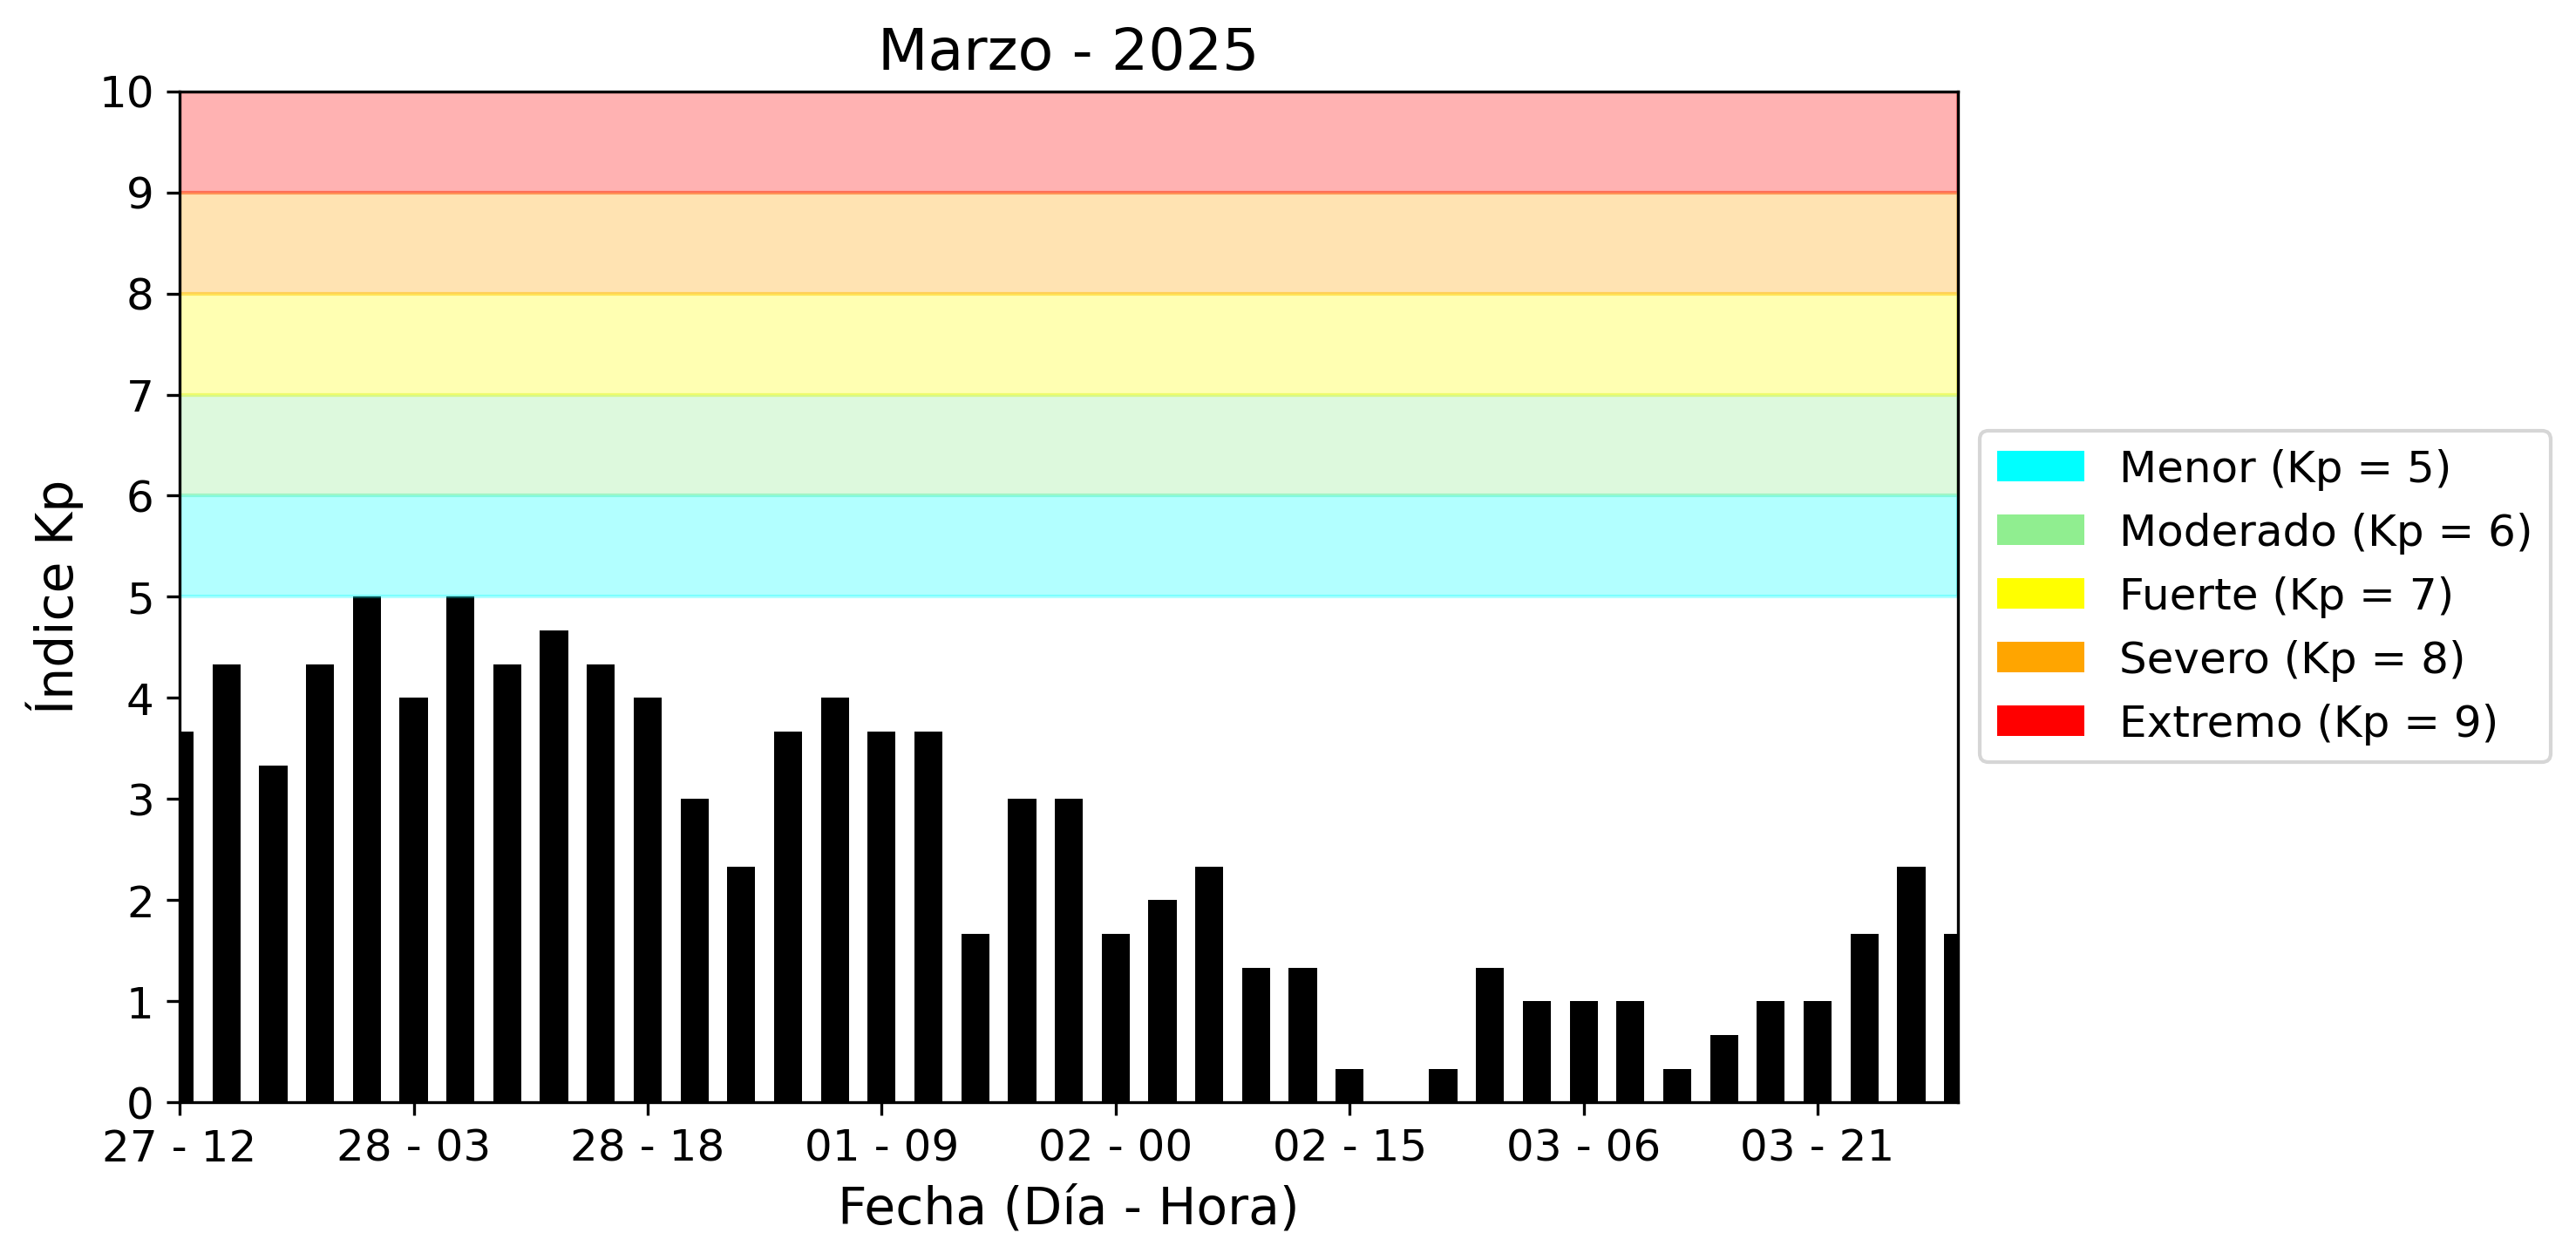 Marzo - 2025
Índice Kp
10
9
8
7
6
5
4
3
2
1
0
27 - 12
28 - 03
28 - 18
01 - 09
02 - 00
02 - 15
03 - 06
03 - 21
Fecha (Día - Hora)
Menor (Kp = 5)
Moderado (Kp = 6)
Fuerte (Kp = 7)
Severo (Kp = 8)
Extremo (Kp = 9)